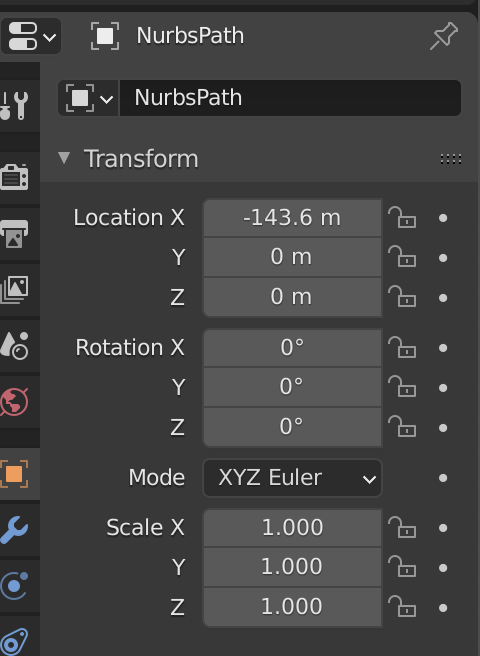 NurbsPath
NurbsPath
Transform
Location X -143.6 m
Y 0 m
Z 0 m
Rotation X 0°
Y 0°
Z 0°
Mode XYZ Euler
Scale X 1.000
Y 1.000
Z 1.000